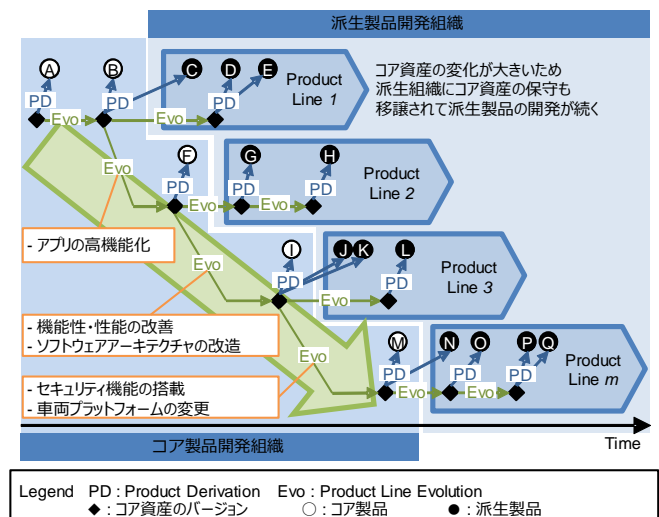 派生製品開発組織
A
B
C
D
E
Product
Line 1
コア資産の変化が大きいため
派生組織にコア資産の保守も
移譲されて派生製品の開発が続く
PD
PD
PD
PD
Evo
Evo
Evo
F
G
H
Product
Line 2
PD
PD
PD
Evo
Evo
- アプリの高機能化
Evo
I
J
K
L
Product
Line 3
PD
PD
Evo
- 機能性・性能の改善
- ソフトウェアアーキテクチャの改造
Evo
M
N
O
P
Q
Product
Line m
PD
PD
PD
Evo
Evo
- セキュリティ機能の搭載
- 車両プラットフォームの変更
Time
コア製品開発組織
Legend PD : Product Derivation Evo : Product Line Evolution
◆ : コア資産のバージョン ○ : コア製品 ● : 派生製品